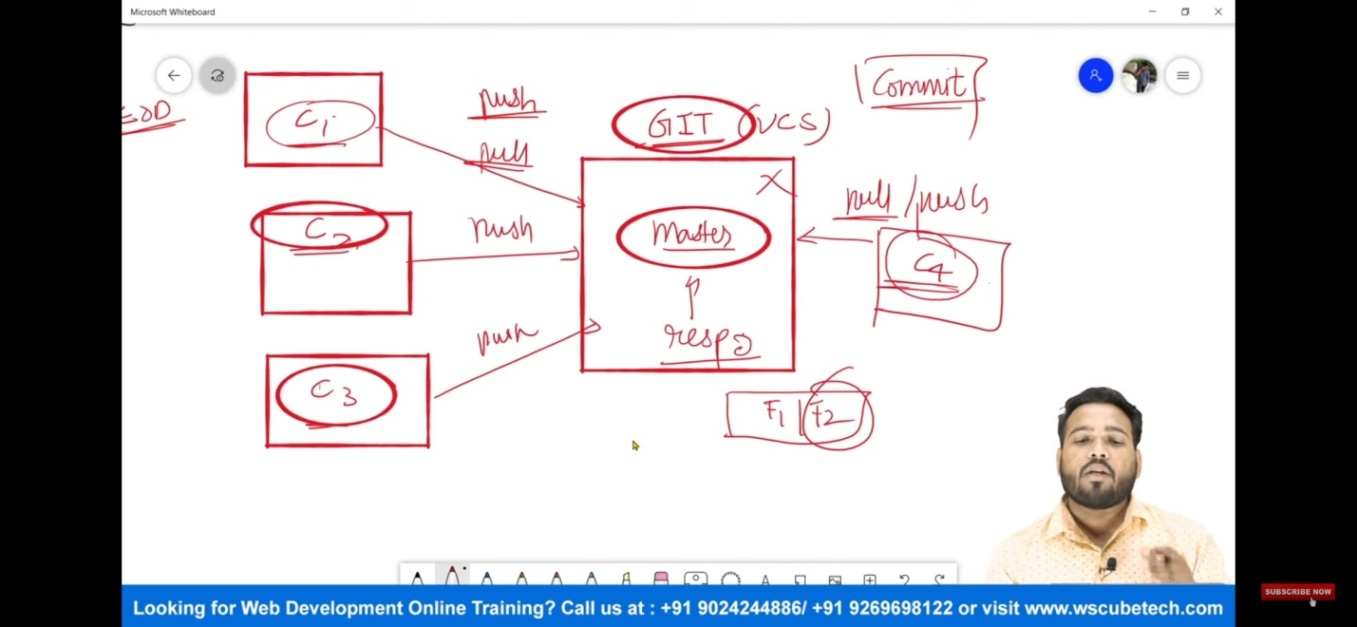 Microsoft Whiteboard
Commit
EOD
C1
push
GIT (VCS)
pull
X
pull / push
C2
push
Master
C4
push
respo
C3
F1 | F2
Looking for Web Development Online Training? Call us at : +91 9024244886/ +91 9269698122 or visit www.wscubetech.com
SUBSCRIBE NOW